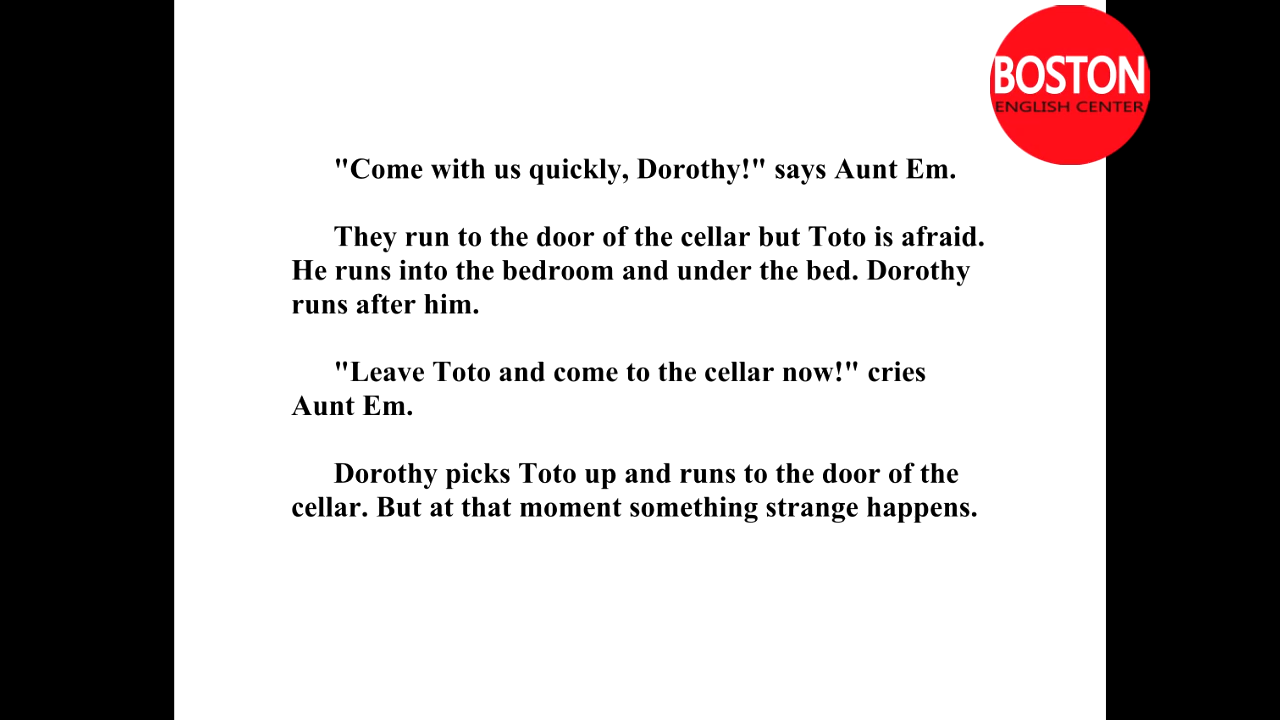 BOSTON
ENGLISH CENTER
"Come with us quickly, Dorothy!" says Aunt Em.
They run to the door of the cellar but Toto is afraid.
He runs into the bedroom and under the bed. Dorothy
runs after him.
"Leave Toto and come to the cellar now!" cries
Aunt Em.
Dorothy picks Toto up and runs to the door of the
cellar. But at that moment something strange happens.